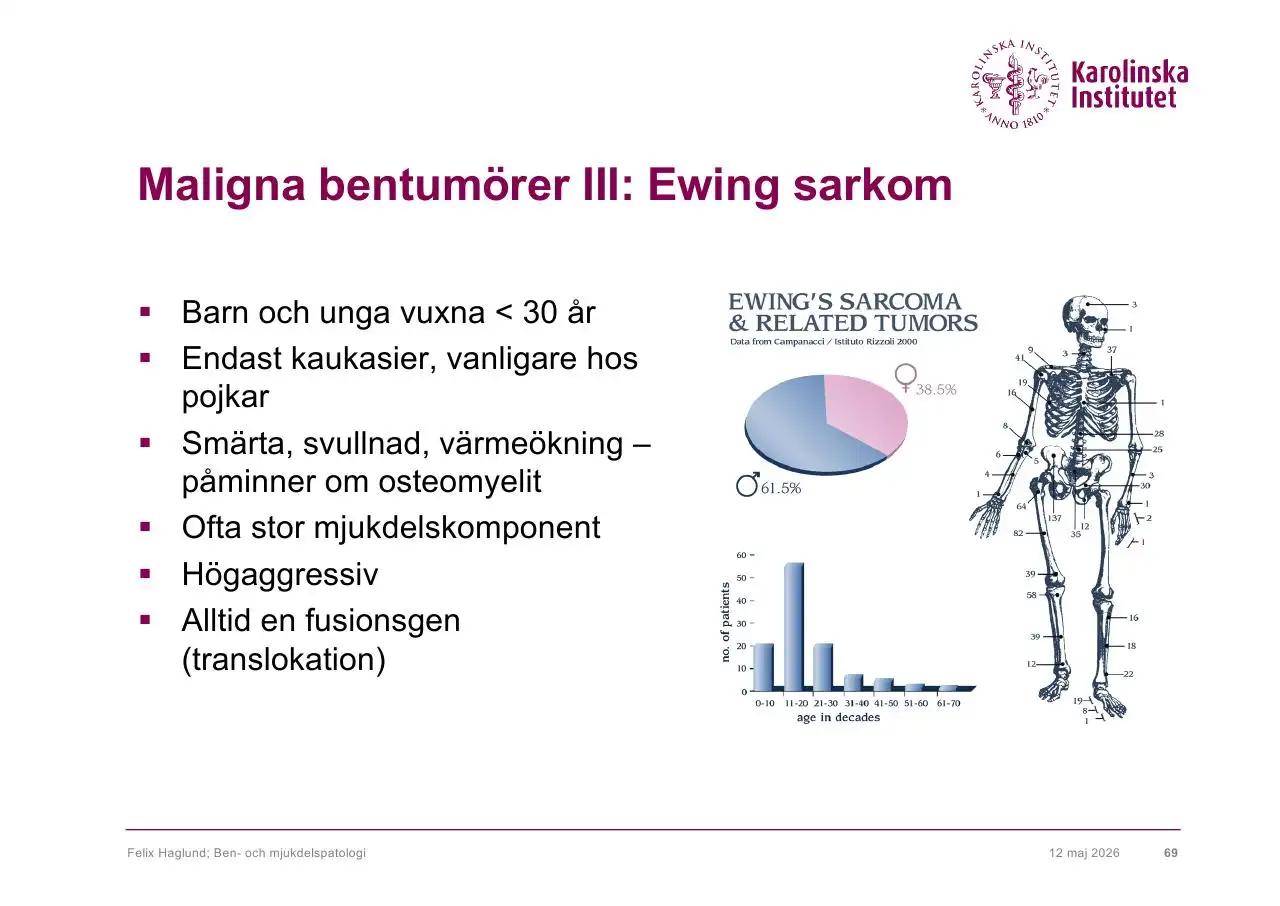 KAROLINSKA INSTITUTET
ANNO 1810
Karolinska
Institutet
Maligna bentumörer III: Ewing sarkom
Barn och unga vuxna < 30 år
Endast kaukasier, vanligare hos
pojkar
Smärta, svullnad, värmeökning –
påminner om osteomyelit
Ofta stor mjukdelskomponent
Högaggressiv
Alltid en fusionsgen
(translokation)
EWING'S SARCOMA
& RELATED TUMORS
Data from Campanacci / Istituto Rizzoli 2000
38.5%
61.5%
no. of patients
60
50
40
30
20
10
0
0-10 11-20 21-30 31-40 41-50 51-60 61-70
age in decades
3
1
9
3
37
41
19
16
1
8
28
25
6
5
4
3
30
1
64
1
137
12
2
35
82
1
39
58
16
39
18
12
22
19
8
1
Felix Haglund; Ben- och mjukdelspatologi
12 maj 2026
69